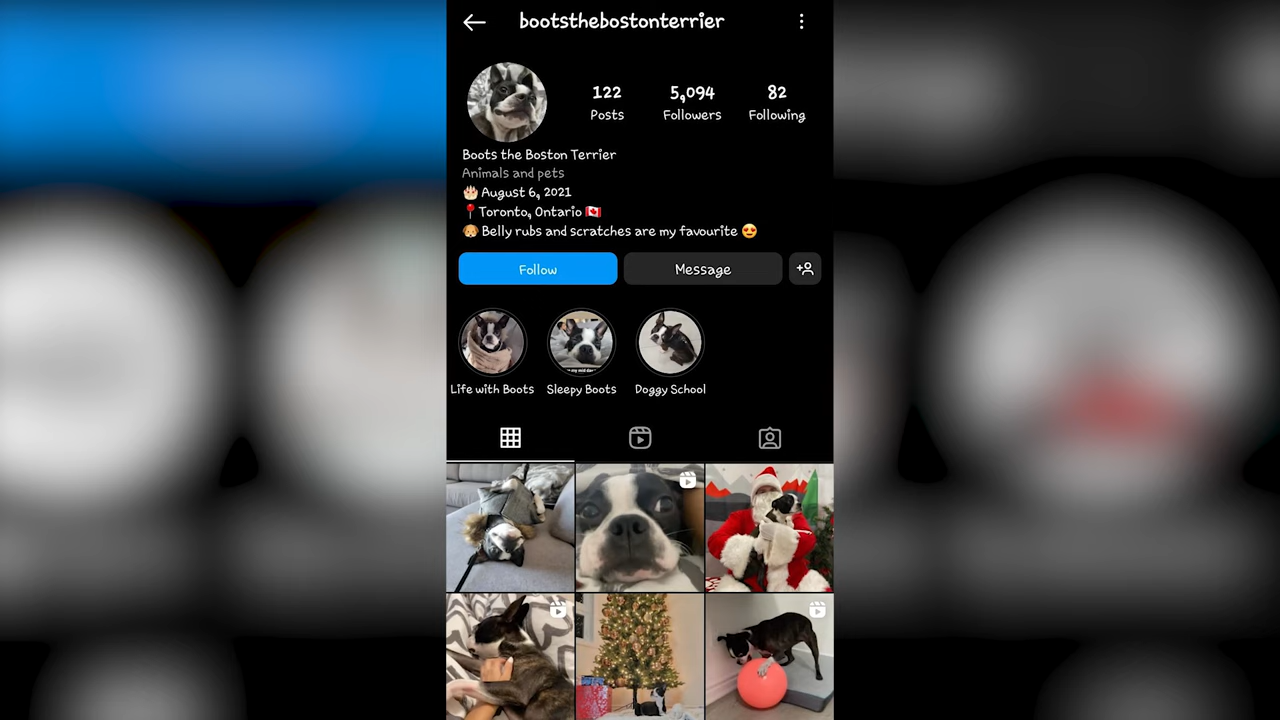 bootsthebostonterrier
122 5,094 82
Posts Followers Following
Boots the Boston Terrier
Animals and pets
🎂 August 6, 2021
📍Toronto, Ontario 🇨🇦
🐶 Belly rubs and scratches are my favourite 😍
Follow Message
Life with Boots Sleepy Boots Doggy School